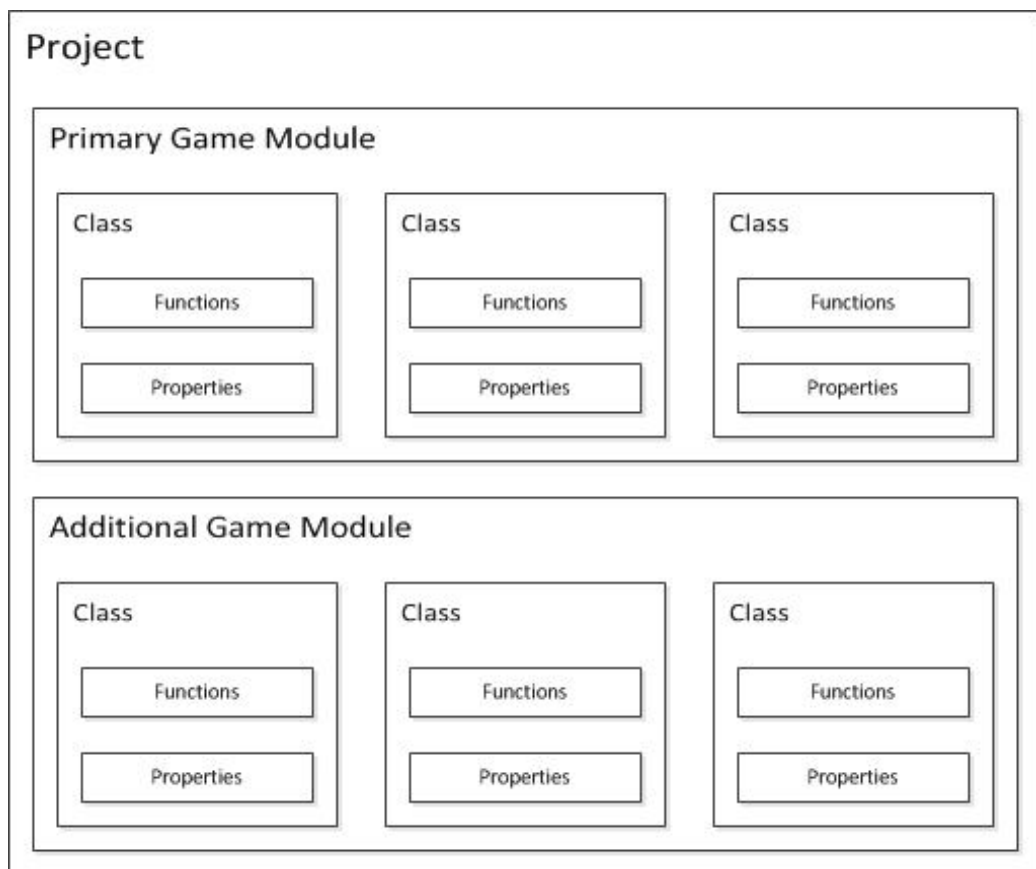 Project
Primary Game Module
Class
Class
Class
Functions
Functions
Functions
Properties
Properties
Properties
Additional Game Module
Class
Class
Class
Functions
Functions
Functions
Properties
Properties
Properties